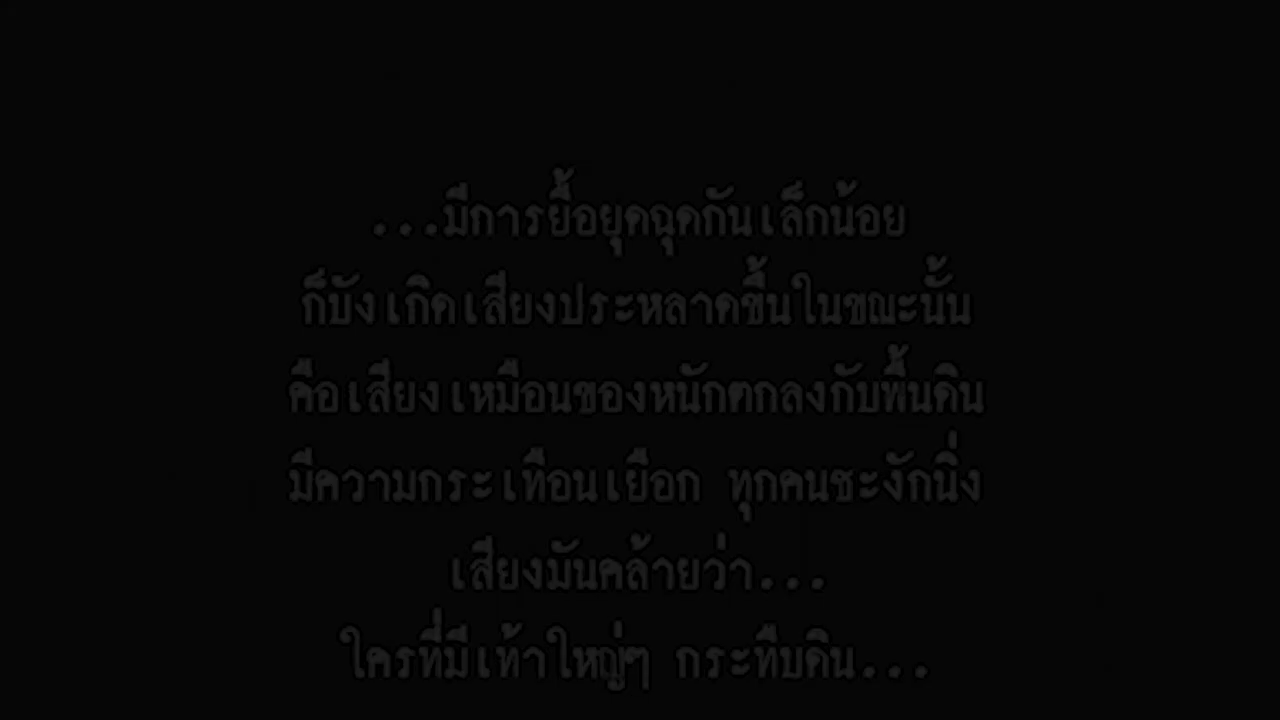 ...มีการยื้อยุดฉุดกันเล็กน้อย
ก็บังเกิดเสียงประหลาดขึ้นในขณะนั้น
คือเสียงเหมือนของหนักตกลงกับพื้นดิน
มีความกระเทือนเยือก ทุกคนชะงักนิ่ง
เสียงมันคล้ายว่า...
ใครที่มีเท้าใหญ่ๆ กระทืบดิน...